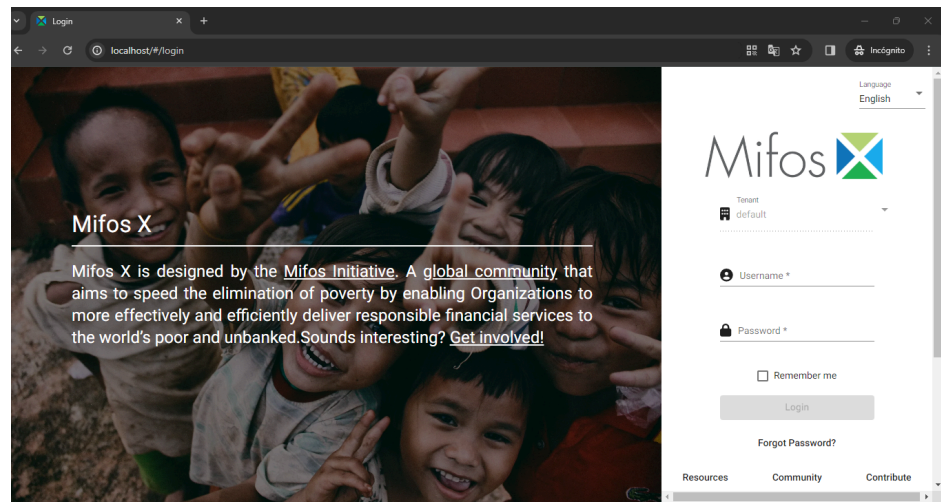 Login
localhost/#/login
Incógnito
Language
English
Mifos
Tenant
default
Username *
Password *
Remember me
Login
Forgot Password?
Resources Community Contribute
Mifos X
Mifos X is designed by the Mifos Initiative. A global community that
aims to speed the elimination of poverty by enabling Organizations to
more effectively and efficiently deliver responsible financial services to
the world's poor and unbanked.Sounds interesting? Get involved!